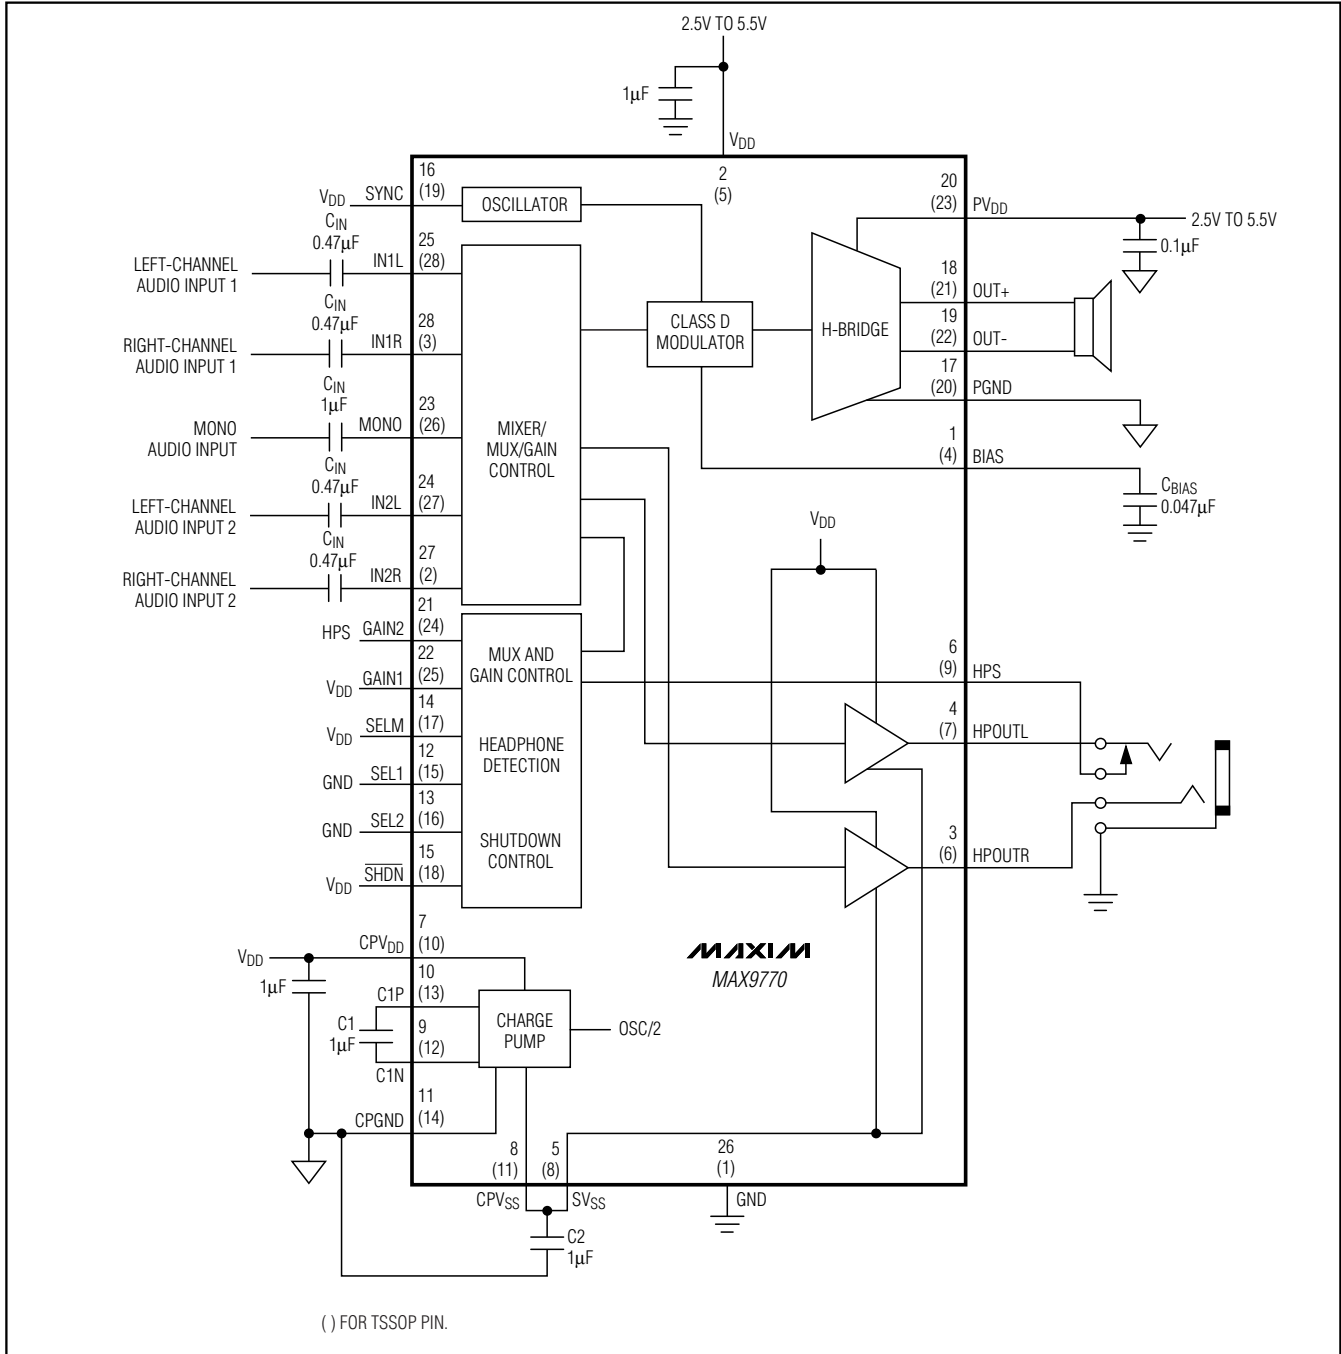 2.5V TO 5.5V
1µF
VDD
2
(5)
16
(19)
VDD
SYNC
OSCILLATOR
20
(23)
PVDD
2.5V TO 5.5V
0.1µF
CIN
0.47µF
25
(28)
LEFT-CHANNEL
AUDIO INPUT 1
IN1L
18
(21)
OUT+
CIN
0.47µF
28
(3)
RIGHT-CHANNEL
AUDIO INPUT 1
IN1R
CLASS D
MODULATOR
H-BRIDGE
19
(22)
OUT-
17
(20)
PGND
CIN
1µF
23
(26)
MONO
AUDIO INPUT
MONO
MIXER/
MUX/GAIN
CONTROL
1
(4)
BIAS
CBIAS
0.047µF
CIN
0.47µF
24
(27)
LEFT-CHANNEL
AUDIO INPUT 2
IN2L
VDD
CIN
0.47µF
27
(2)
RIGHT-CHANNEL
AUDIO INPUT 2
IN2R
21
(24)
HPS
GAIN2
22
(25)
VDD
GAIN1
MUX AND
GAIN CONTROL
6
(9)
HPS
14
(17)
VDD
SELM
4
(7)
HPOUTL
12
(15)
GND
SEL1
HEADPHONE
DETECTION
13
(16)
GND
SEL2
15
(18)
VDD
SHDN
SHUTDOWN
CONTROL
3
(6)
HPOUTR
7
(10)
VDD
CPVDD
1µF
MAXIM
MAX9770
10
(13)
C1P
C1
1µF
9
(12)
C1N
CHARGE
PUMP
OSC/2
11
(14)
CPGND
8
(11)
CPVSS
5
(8)
SVSS
26
(1)
GND
C2
1µF
( ) FOR TSSOP PIN.